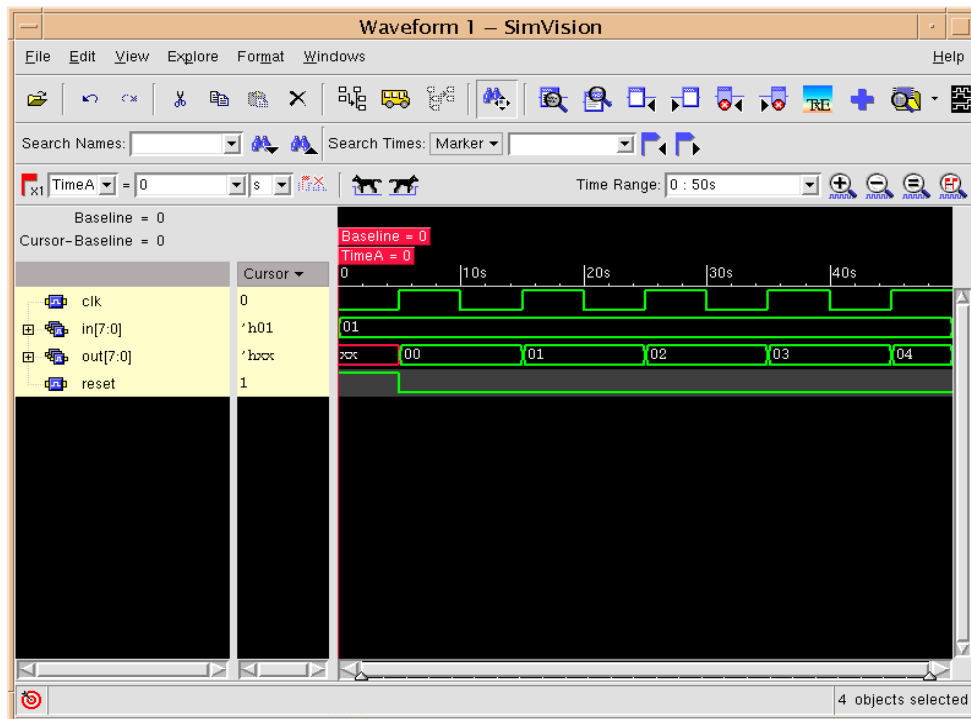 Waveform 1 – SimVision
File Edit View Explore Format Windows Help
TRE
Search Names: Search Times: Marker
x1 TimeA = 0 s Time Range: 0 : 50s
Baseline = 0
Cursor-Baseline = 0
Baseline = 0
TimeA = 0
Cursor 0 10s 20s 30s 40s
clk 0
in[7:0] 'h01 01
out[7:0] 'hxx xx 00 01 02 03 04
reset 1
4 objects selected